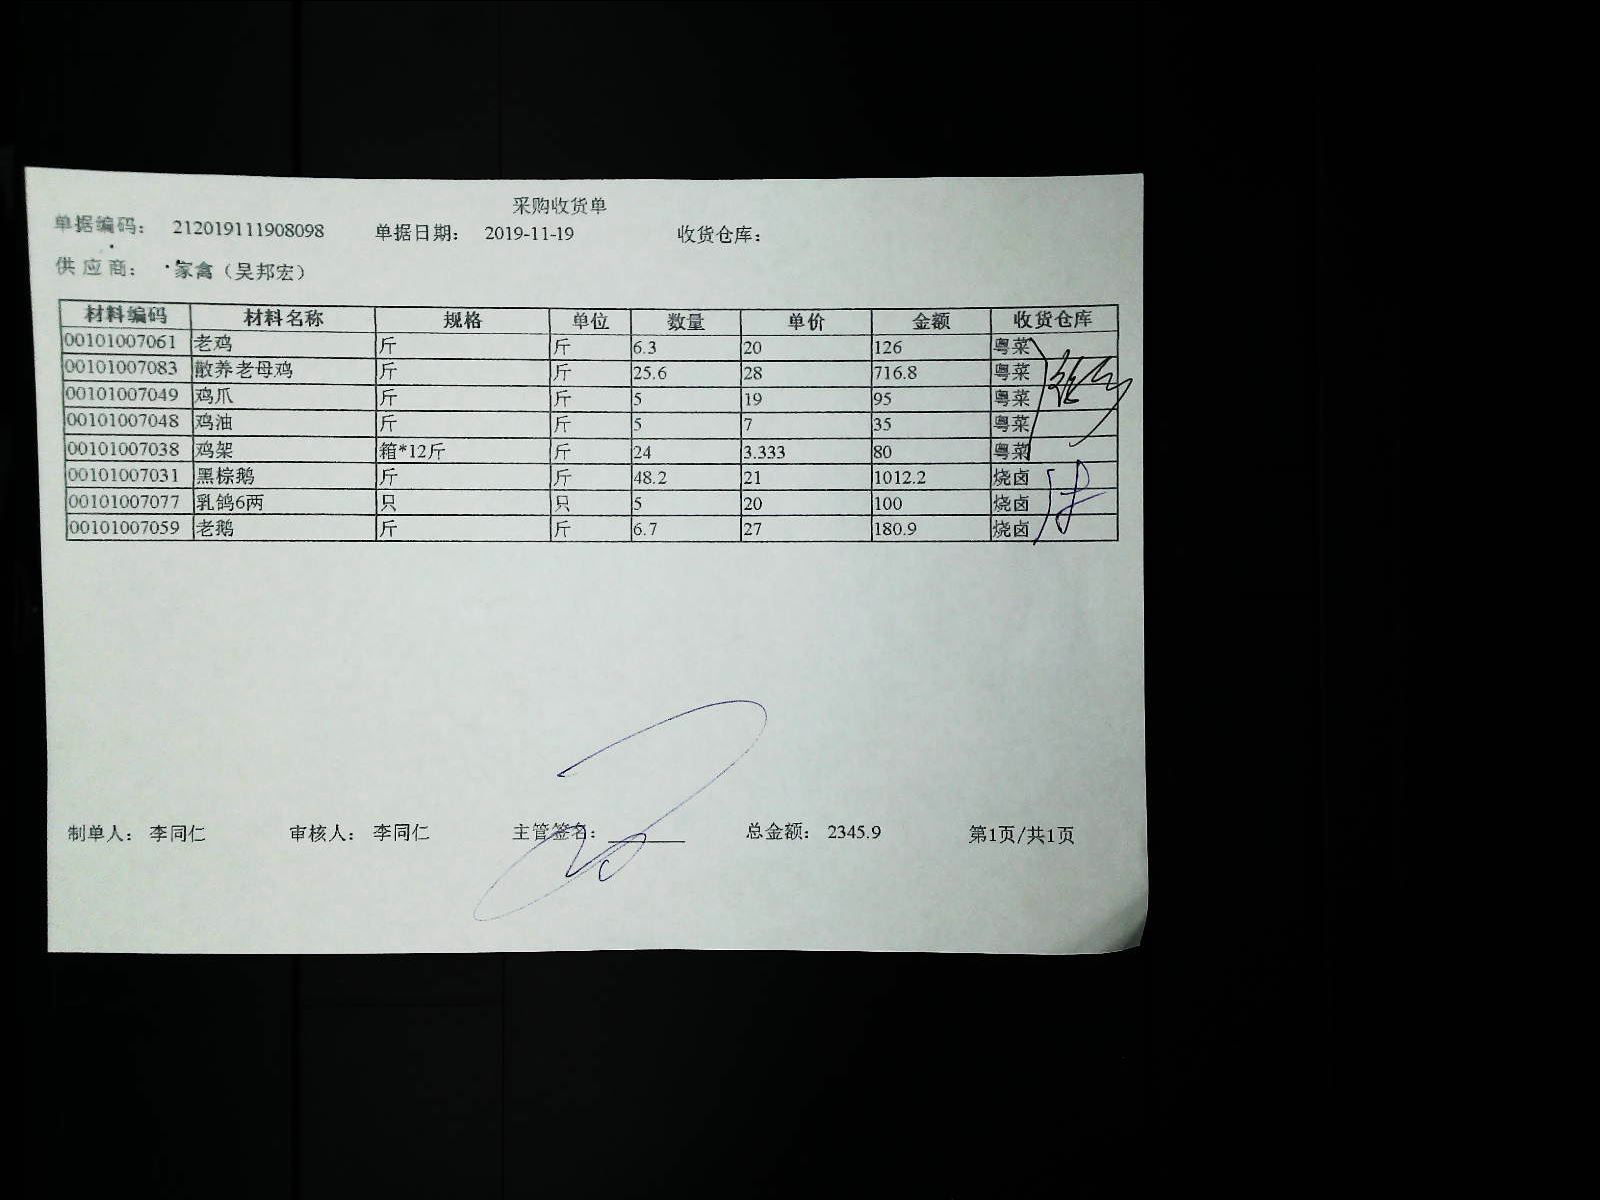 采购收货单
单据编码： 212019111908098 单据日期： 2019-11-19 收货仓库：
供应商： 家禽（吴邦宏）
材料编码 材料名称 规格 单位 数量 单价 金额 收货仓库
00101007061 老鸡 斤 斤 6.3 20 126 粤菜
00101007083 散养老母鸡 斤 斤 25.6 28 716.8 粤菜
00101007049 鸡爪 斤 斤 5 19 95 粤菜
00101007048 鸡油 斤 斤 5 7 35 粤菜
00101007038 鸡架 箱*12斤 斤 24 3.333 80 粤菜
00101007031 黑棕鹅 斤 斤 48.2 21 1012.2 烧卤
00101007077 乳鸽6两 只 只 5 20 100 烧卤
00101007059 老鹅 斤 斤 6.7 27 180.9 烧卤
制单人： 李同仁 审核人： 李同仁 主管签名： 总金额： 2345.9 第1页/共1页